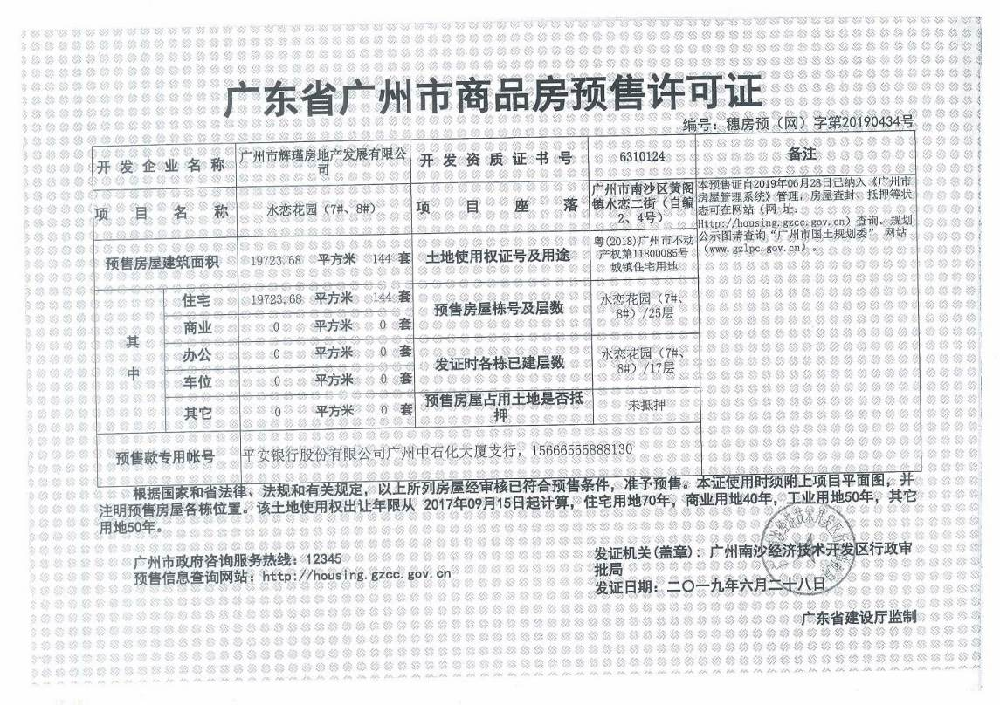 广东省广州市商品房预售许可证
编号：穗房预（网）字第20190434号
开发企业名称 广州市辉瑾房地产发展有限公司 开发资质证书号 6310124 备注
项目名称 水恋花园（7#、8#） 项目座落 广州市南沙区黄阁镇水恋二街（自编2、4号）
本预售证自2019年06月28日已纳入《广州市
房屋管理系统》管理，房屋查封、抵押等状
态可在网站（网 址：
Http://housing.gzcc.gov.cn）查询。规划
公示图请查询“广州市国土规划委” 网站
（www.gzlpc.gov.cn）。
预售房屋建筑面积 19723.68 平方米 144 套 土地使用权证号及用途 粤(2018)广州市不动产权第11800085号 城镇住宅用地
其中
住宅 19723.68 平方米 144 套 预售房屋栋号及层数 水恋花园（7#、8#）/25层
商业 0 平方米 0 套
办公 0 平方米 0 套 发证时各栋已建层数 水恋花园（7#、8#）/17层
车位 0 平方米 0 套
其它 0 平方米 0 套 预售房屋占用土地是否抵押 未抵押
预售款专用帐号 平安银行股份有限公司广州中石化大厦支行，15666555888130
根据国家和省法律、法规和有关规定，以上所列房屋经审核已符合预售条件，准予预售。本证使用时须附上项目平面图，并
注明预售房屋各栋位置。该土地使用权出让年限从 2017年09月15日起计算，住宅用地70年，商业用地40年，工业用地50年，其它
用地50年。
广州市政府咨询服务热线：12345
预售信息查询网站：http://housing.gzcc.gov.cn
发证机关(盖章)：广州南沙经济技术开发区行政审
批局
发证日期：二〇一九年六月二十八日
广东省建设厅监制